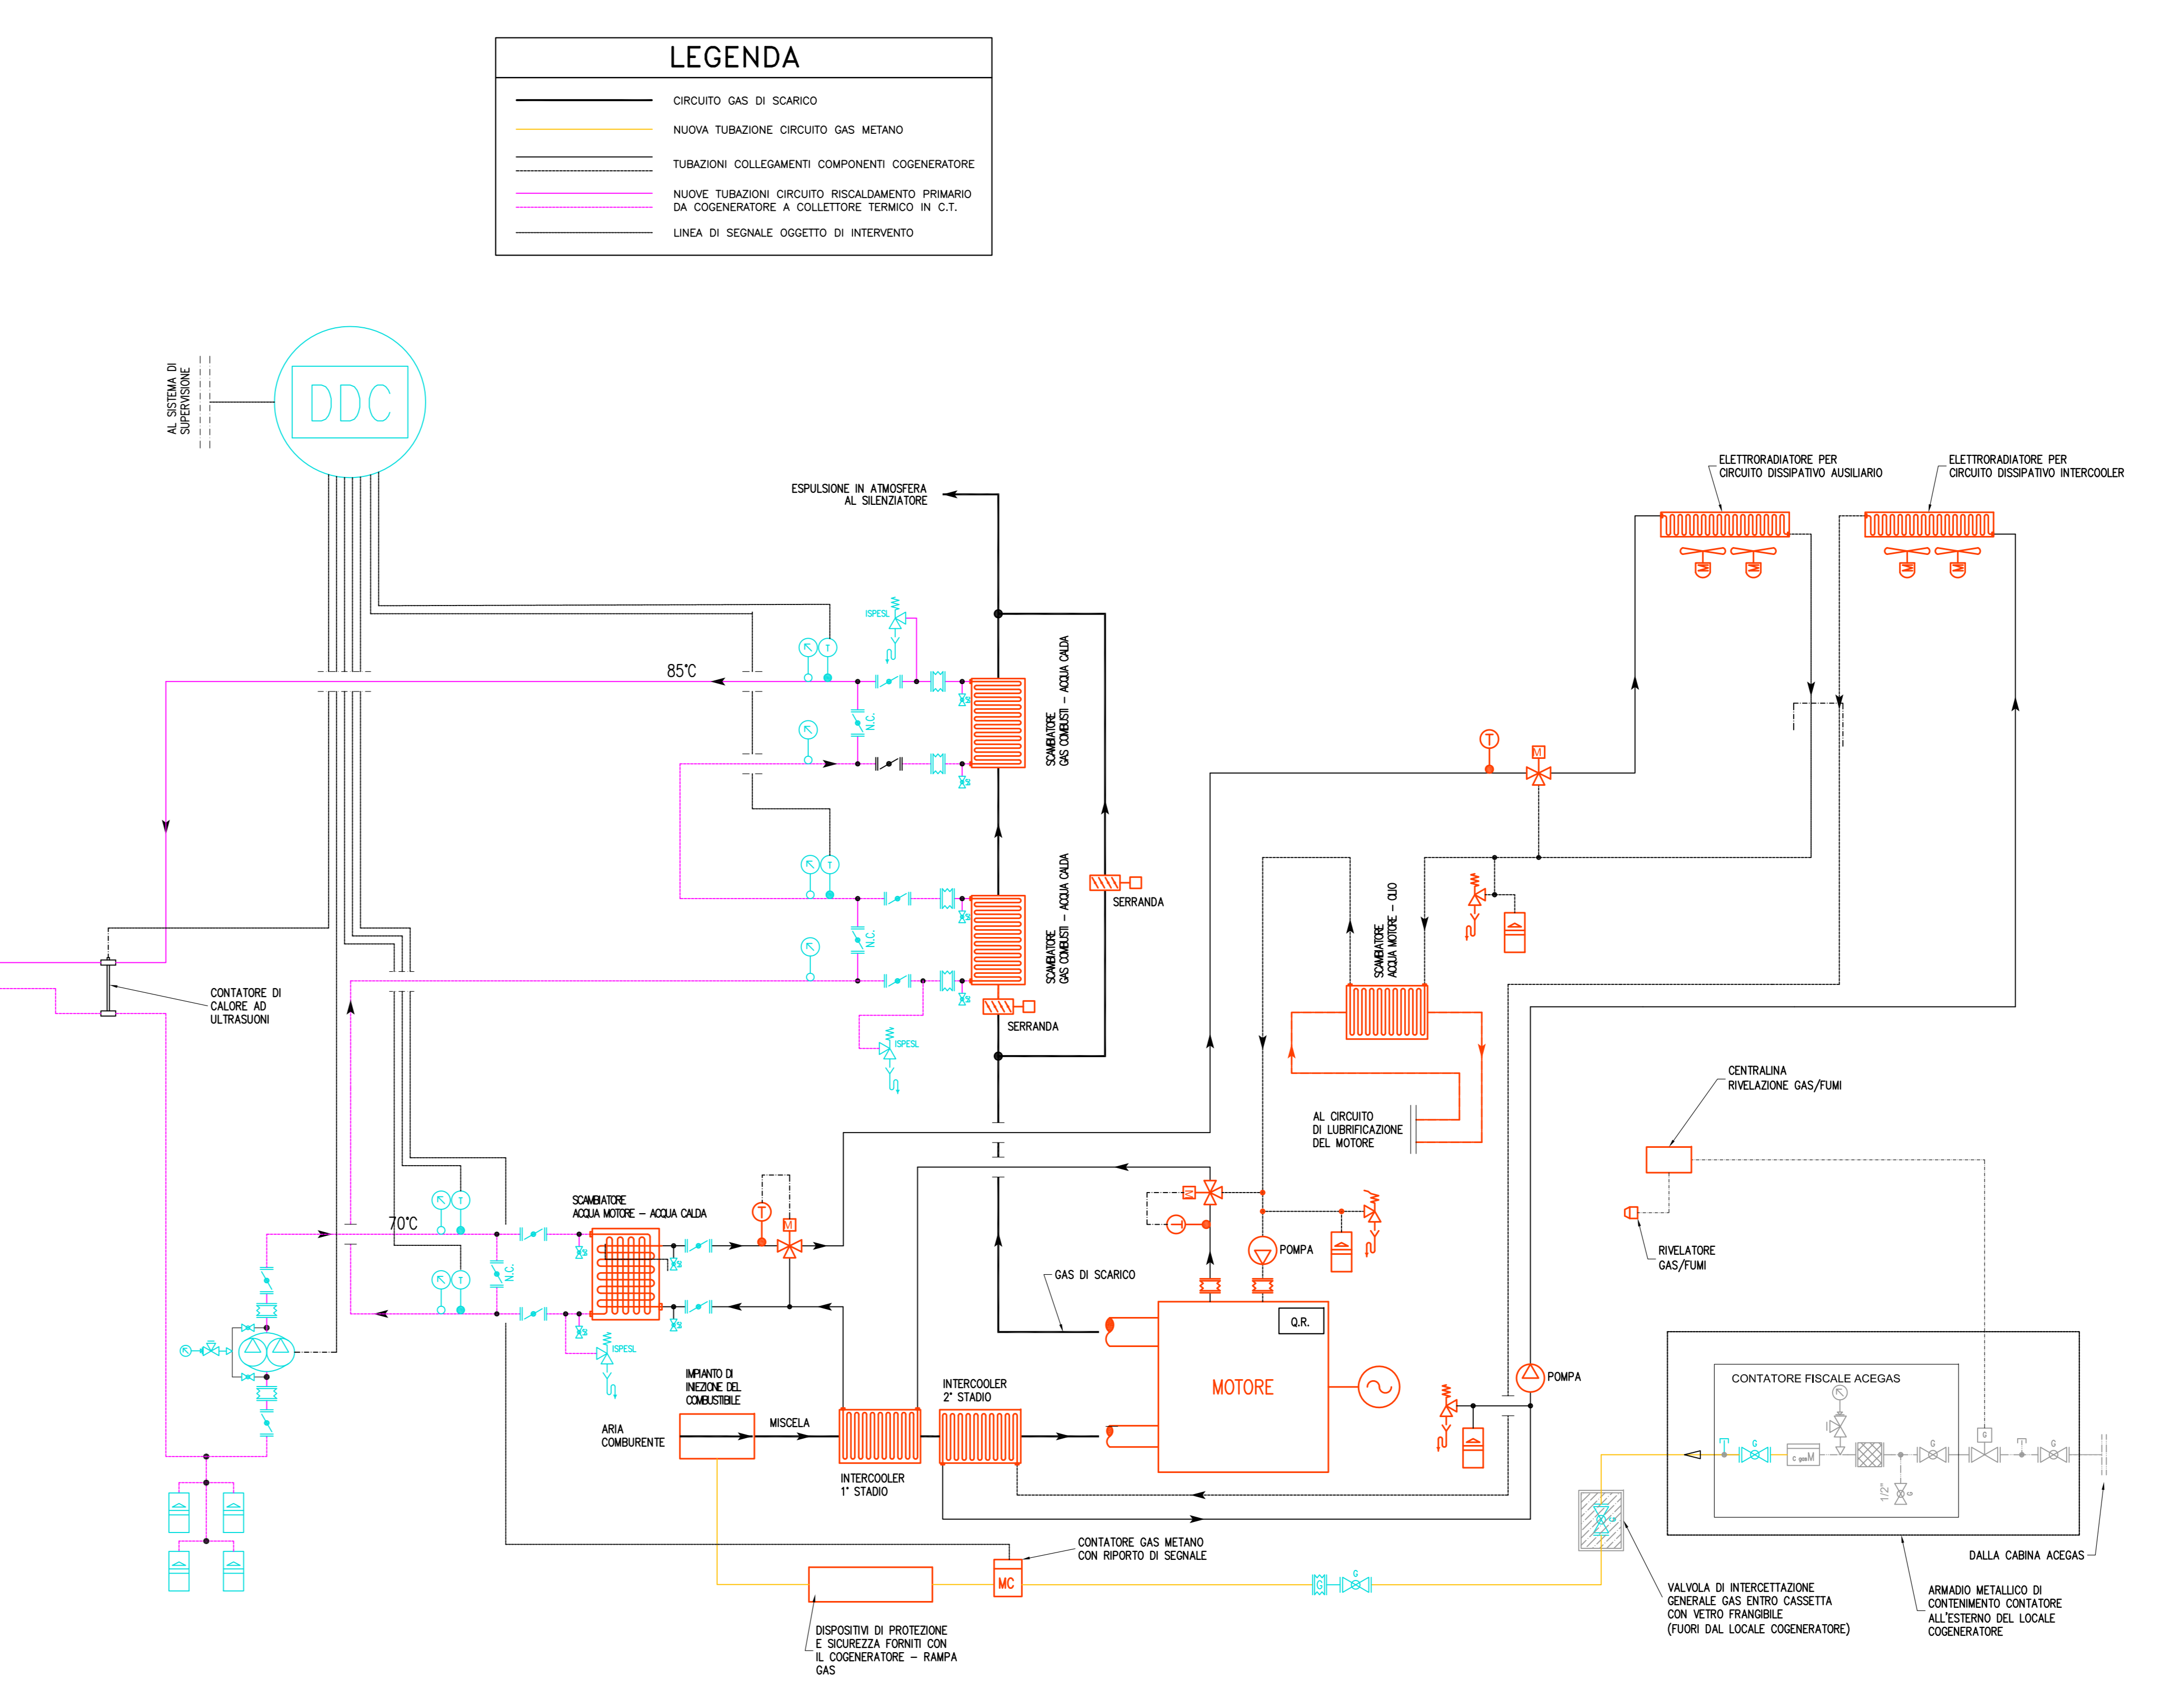 LEGENDA
CIRCUITO GAS DI SCARICO
NUOVA TUBAZIONE CIRCUITO GAS METANO
TUBAZIONI COLLEGAMENTI COMPONENTI COGENERATORE
NUOVE TUBAZIONI CIRCUITO RISCALDAMENTO PRIMARIO
DA COGENERATORE A COLLETTORE TERMICO IN C.T.
LINEA DI SEGNALE OGGETTO DI INTERVENTO
AL SISTEMA DI
SUPERVISIONE
DDC
ESPULSIONE IN ATMOSFERA
AL SILENZIATORE
ELETTRORADIATORE PER
CIRCUITO DISSIPATIVO AUSILIARIO
ELETTRORADIATORE PER
CIRCUITO DISSIPATIVO INTERCOOLER
M
M
M
M
ISPESL
T
85°C
N.C.
SCAMBIATORE
GAS COMBUSTI - ACQUA CALDA
T
M
T
N.C.
SCAMBIATORE
GAS COMBUSTI - ACQUA CALDA
SERRANDA
SCAMBIATORE
ACQUA MOTORE - OLIO
CONTATORE DI
CALORE AD
ULTRASUONI
SERRANDA
ISPESL
CENTRALINA
RIVELAZIONE GAS/FUMI
AL CIRCUITO
DI LUBRIFICAZIONE
DEL MOTORE
SCAMBIATORE
ACQUA MOTORE - ACQUA CALDA
T
70°C
T
M
M
T
POMPA
RIVELATORE
GAS/FUMI
T
N.C.
GAS DI SCARICO
Q.R.
ISPESL
MOTORE
POMPA
IMPIANTO DI
INIEZIONE DEL
COMBUSTIBILE
INTERCOOLER
2° STADIO
CONTATORE FISCALE ACEGAS
MISCELA
ARIA
COMBURENTE
G
C gas M
G
G
G
1/2"
G
INTERCOOLER
1° STADIO
G
CONTATORE GAS METANO
CON RIPORTO DI SEGNALE
MC
G
G
DALLA CABINA ACEGAS
VALVOLA DI INTERCETTAZIONE
GENERALE GAS ENTRO CASSETTA
CON VETRO FRANGIBILE
(FUORI DAL LOCALE COGENERATORE)
ARMADIO METALLICO DI
CONTENIMENTO CONTATORE
ALL'ESTERNO DEL LOCALE
COGENERATORE
DISPOSITIVI DI PROTEZIONE
E SICUREZZA FORNITI CON
IL COGENERATORE - RAMPA
GAS